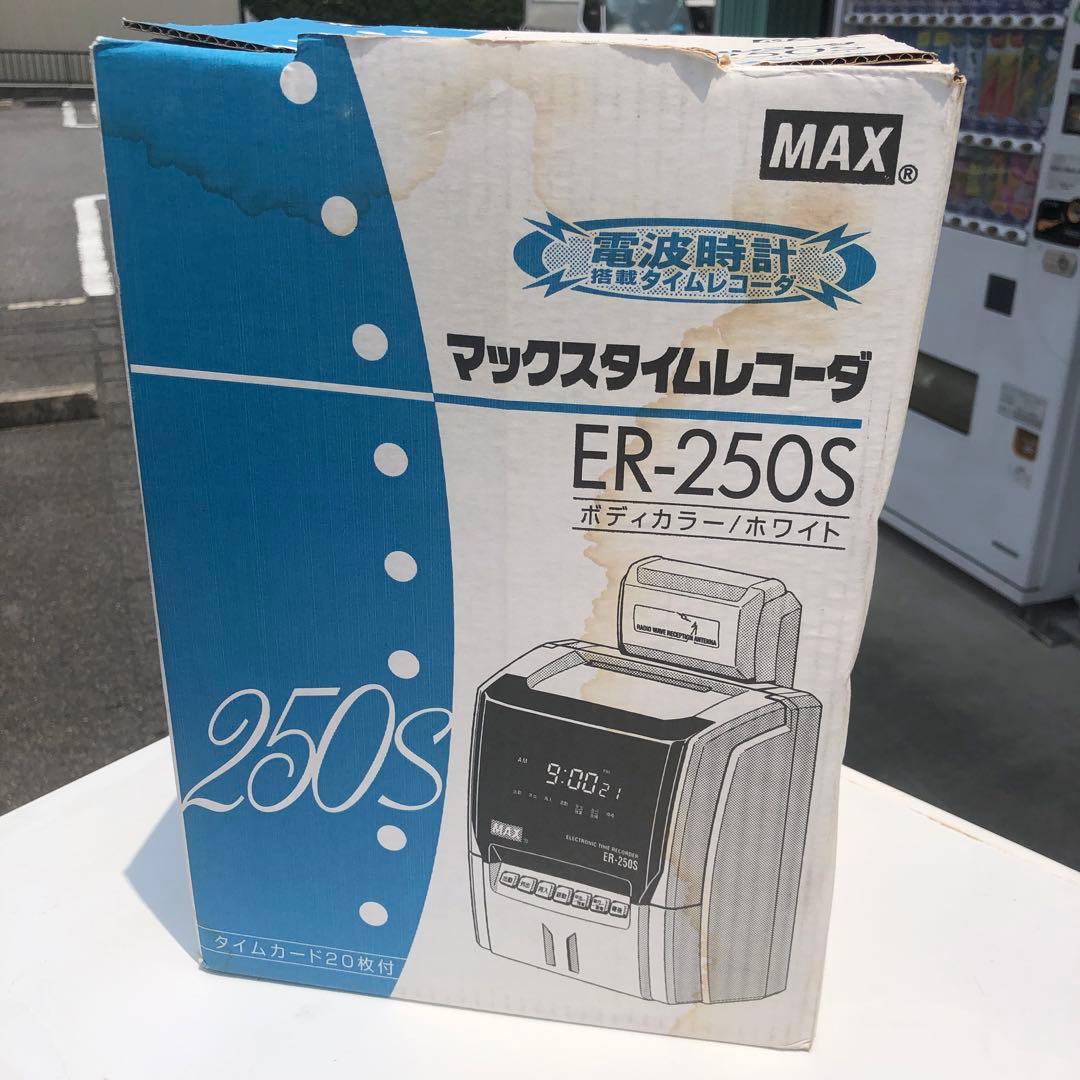 MAX®
電波時計
搭載タイムレコーダ
マックスタイムレコーダ
ER-250S
ボディカラー/ホワイト
RADIO WAVE RECEPTION ANTENNA
AM
9:00 21
MAX
ELECTRONIC TIME RECORDER
ER-250S
250S
タイムカード20枚付